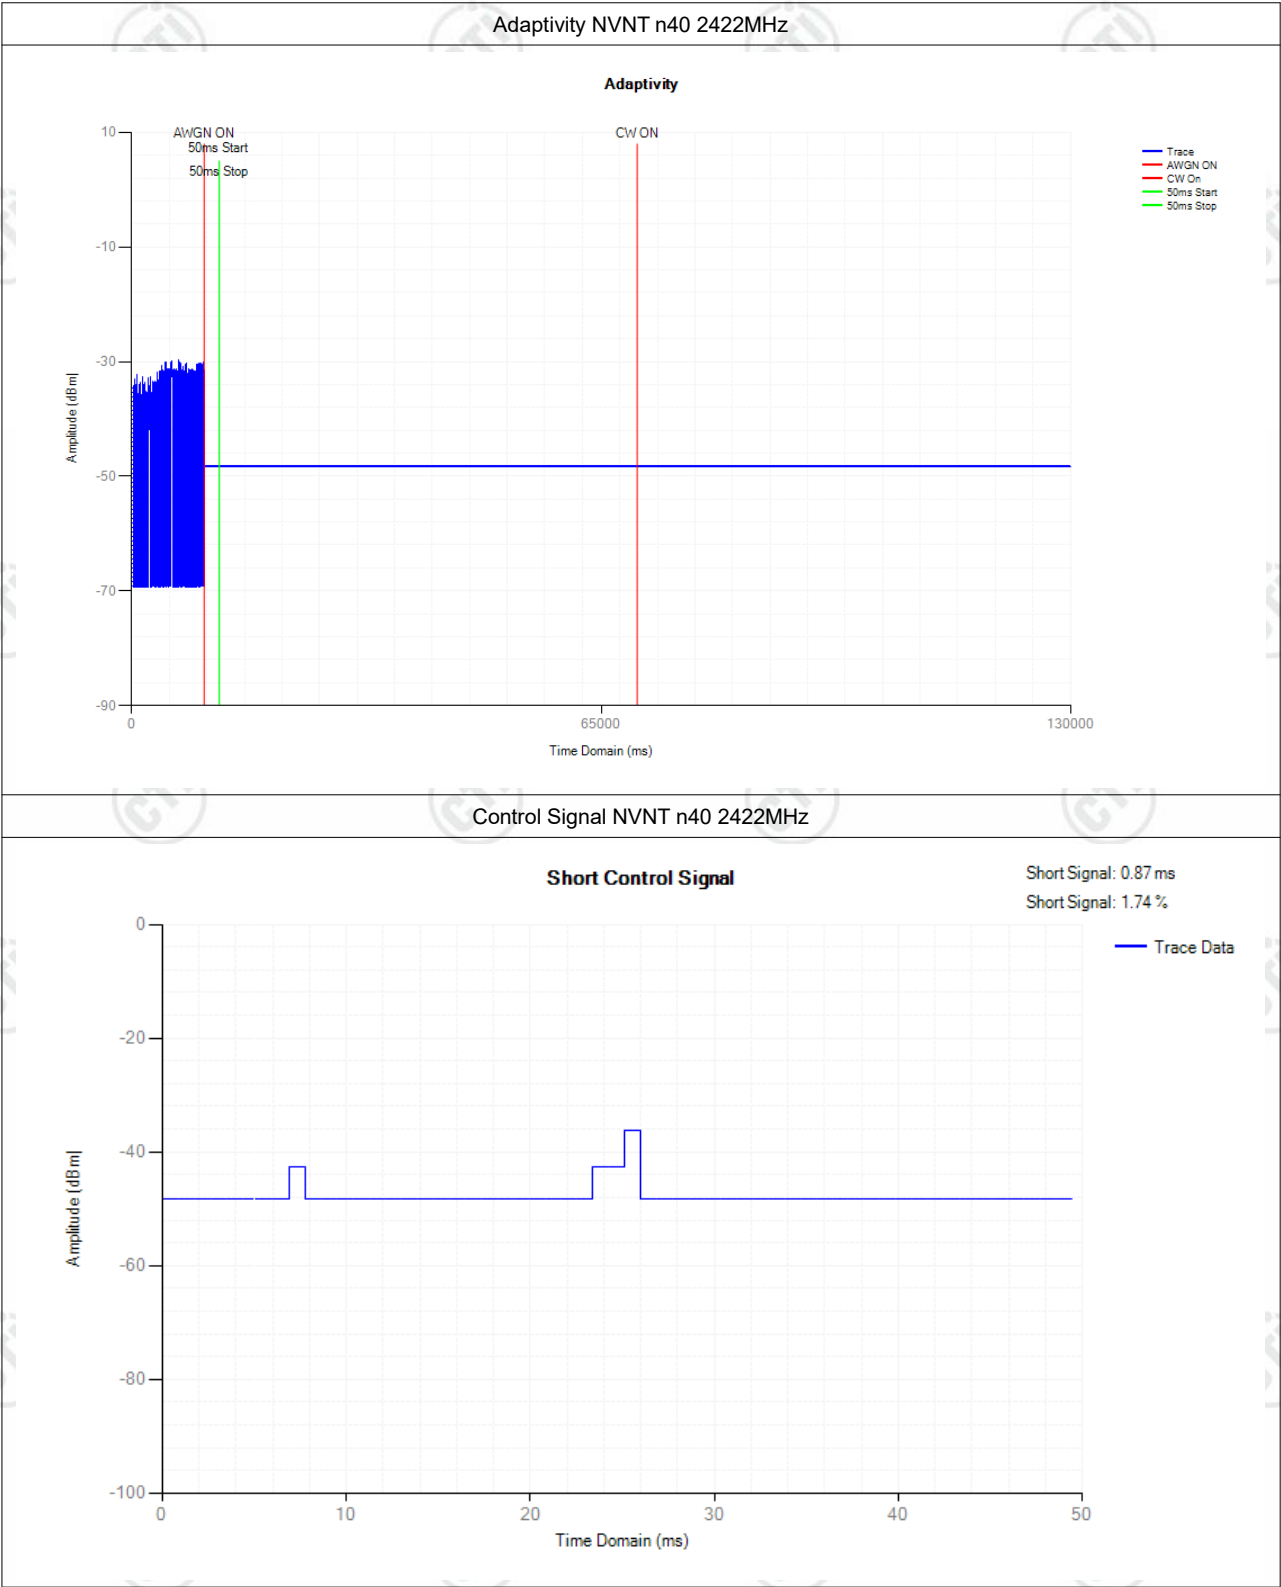 Adaptivity NVNT n40 2422MHz
Adaptivity
10
AWGN ON
CW ON
50ms Start
50ms Stop
Trace
AWGN ON
CW On
50ms Start
50ms Stop
-10
-30
Amplitude [dBm]
-50
-70
-90
0
65000
130000
Time Domain (ms)
Control Signal NVNT n40 2422MHz
Short Control Signal
Short Signal: 0.87 ms
Short Signal: 1.74 %
0
Trace Data
-20
-40
Amplitude [dBm]
-60
-80
-100
0
10
20
30
40
50
Time Domain (ms)